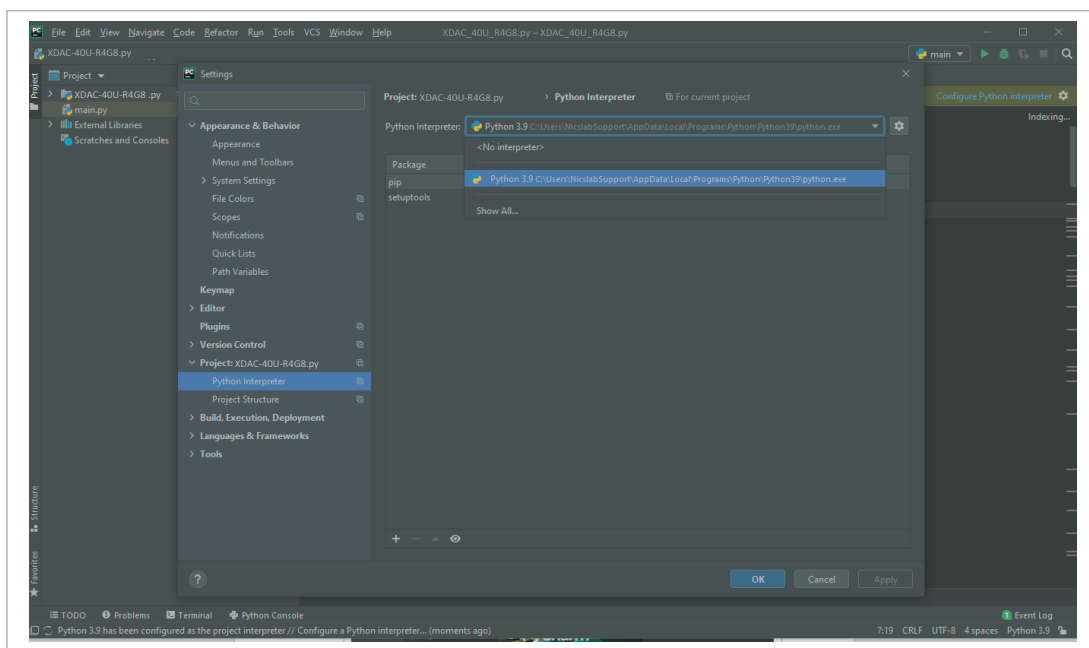 PC File Edit View Navigate Code Refactor Run Tools VCS Window Help XDAC_40U_R4G8.py – XDAC_40U_R4G8.py
XDAC-40U-R4G8.py
main
Project
Project
XDAC-40U-R4G8 .py
main.py
External Libraries
Scratches and Consoles
Structure
Favorites
PC Settings
Appearance & Behavior
Appearance
Menus and Toolbars
System Settings
File Colors
Scopes
Notifications
Quick Lists
Path Variables
Keymap
Editor
Plugins
Version Control
Project: XDAC-40U-R4G8.py
Python Interpreter
Project Structure
Build, Execution, Deployment
Languages & Frameworks
Tools
Project: XDAC-40U-R4G8.py > Python Interpreter For current project
Python Interpreter: Python 3.9 C:\Users\NicslabSupport\AppData\Local\Programs\Python\Python39\python.exe
<No interpreter>
Python 3.9 C:\Users\NicslabSupport\AppData\Local\Programs\Python\Python39\python.exe
Show All...
Package
pip
setuptools
?
OK Cancel Apply
Configure Python interpreter
Indexing...
TODO Problems Terminal Python Console
1 Event Log
Python 3.9 has been configured as the project interpreter // Configure a Python interpreter... (moments ago)
7:19 CRLF UTF-8 4 spaces Python 3.9